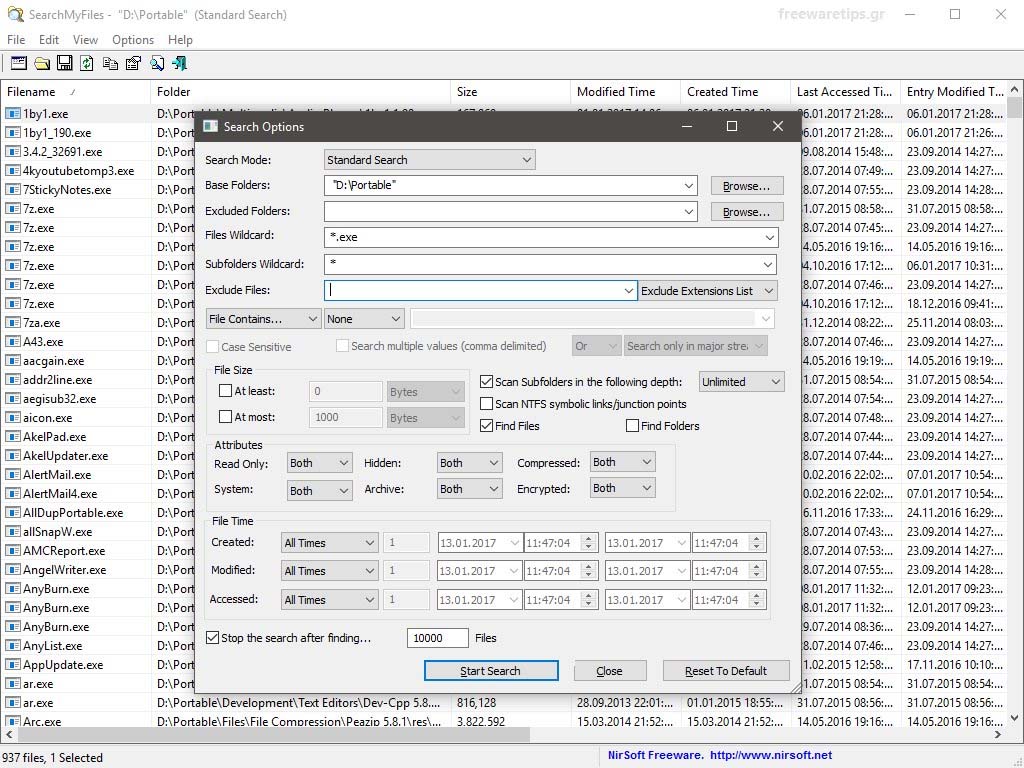 SearchMyFiles - "D:\Portable" (Standard Search)
freewaretips.gr
File Edit View Options Help
Filename Folder Size Modified Time Created Time Last Accessed Ti... Entry Modified T...
1by1.exe D:\Port 06.01.2017 21:28:... 06.01.2017 21:28:...
Search Options
1by1_190.exe D:\Port 06.01.2017 21:28:... 06.01.2017 21:26:...
3.4.2_32691.exe D:\Port 09.08.2014 15:48:... 23.09.2014 14:27:...
Search Mode: Standard Search
4kyoutubetomp3.exe D:\Port 28.07.2014 07:49:... 23.09.2014 14:27:...
7StickyNotes.exe D:\Port 28.07.2014 07:55:... 23.09.2014 14:28:...
Base Folders: "D:\Portable" Browse...
7z.exe D:\Port 31.07.2015 08:58:... 31.07.2015 08:58:...
Excluded Folders: Browse...
7z.exe D:\Port 28.07.2014 07:45:... 23.09.2014 14:27:...
Files Wildcard: *.exe
7z.exe D:\Port 14.05.2016 19:16:... 14.05.2016 19:16:...
7z.exe D:\Port 04.10.2016 17:12:... 06.01.2017 10:31:...
Subfolders Wildcard: *
7z.exe D:\Port 28.07.2014 07:56:... 23.09.2014 14:27:...
Exclude Files: Exclude Extensions List
7z.exe D:\Port 04.10.2016 17:12:... 18.12.2016 09:41:...
7za.exe D:\Port 31.12.2014 08:22:... 25.11.2014 08:03:...
File Contains... None
A43.exe D:\Port 28.07.2014 07:44:... 23.09.2014 14:27:...
Case Sensitive Search multiple values (comma delimited) Or Search only in major strea
aacgain.exe D:\Port 14.05.2016 19:19:... 14.05.2016 19:19:...
File Size
addr2line.exe D:\Port 31.07.2015 08:54:... 31.07.2015 08:54:...
Scan Subfolders in the following depth: Unlimited
At least: 0 Bytes
aegisub32.exe D:\Port 28.07.2014 07:54:... 23.09.2014 14:27:...
Scan NTFS symbolic links/junction points
At most: 1000 Bytes
aicon.exe D:\Port 28.07.2014 07:48:... 23.09.2014 14:27:...
Find Files Find Folders
AkelPad.exe D:\Port 28.07.2014 07:44:... 23.09.2014 14:27:...
Attributes
AkelUpdater.exe D:\Port 28.07.2014 07:44:... 23.09.2014 14:27:...
Read Only: Both Hidden: Both Compressed: Both
AlertMail.exe D:\Port 10.02.2016 22:02:... 07.01.2017 10:54:...
System: Both Archive: Both Encrypted: Both
AlertMail4.exe D:\Port 10.02.2016 22:02:... 07.01.2017 10:54:...
AllDupPortable.exe D:\Port 26.11.2016 17:33:... 24.11.2016 16:29:...
File Time
allSnapW.exe D:\Port 28.07.2014 07:43:... 23.09.2014 14:27:...
Created: All Times 1 13.01.2017 11:47:04 13.01.2017 11:47:04
AMCReport.exe D:\Port 28.07.2014 07:53:... 23.09.2014 14:27:...
AngelWriter.exe D:\Port 28.07.2014 07:55:... 23.09.2014 14:27:...
Modified: All Times 1 13.01.2017 11:47:04 13.01.2017 11:47:04
AnyBurn.exe D:\Port 08.01.2017 11:32:... 12.01.2017 09:23:...
Accessed: All Times 1 13.01.2017 11:47:04 13.01.2017 11:47:04
AnyBurn.exe D:\Port 08.01.2017 11:32:... 12.01.2017 09:23:...
AnyBurn.exe D:\Port 28.07.2014 07:44:... 23.09.2014 14:27:...
Stop the search after finding... 10000 Files
AnyList.exe D:\Port 28.07.2014 07:46:... 23.09.2014 14:27:...
AppUpdate.exe D:\Port 11.02.2015 12:58:... 17.11.2016 10:10:...
Start Search Close Reset To Default
ar.exe D:\Port 31.07.2015 08:54:... 31.07.2015 08:54:...
ar.exe D:\Portable\Development\Text Editors\Dev-Cpp 5.8.... 816,128 28.09.2013 22:01:... 01.01.2015 18:55:... 31.07.2015 08:56:... 31.07.2015 08:56:...
Arc.exe D:\Portable\Files\File Compression\Peazip 5.8.1\res\... 3.822.592 15.03.2014 21:52:... 15.03.2014 21:52:... 14.05.2016 19:16:... 14.05.2016 19:16:...
937 files, 1 Selected
NirSoft Freeware. http://www.nirsoft.net